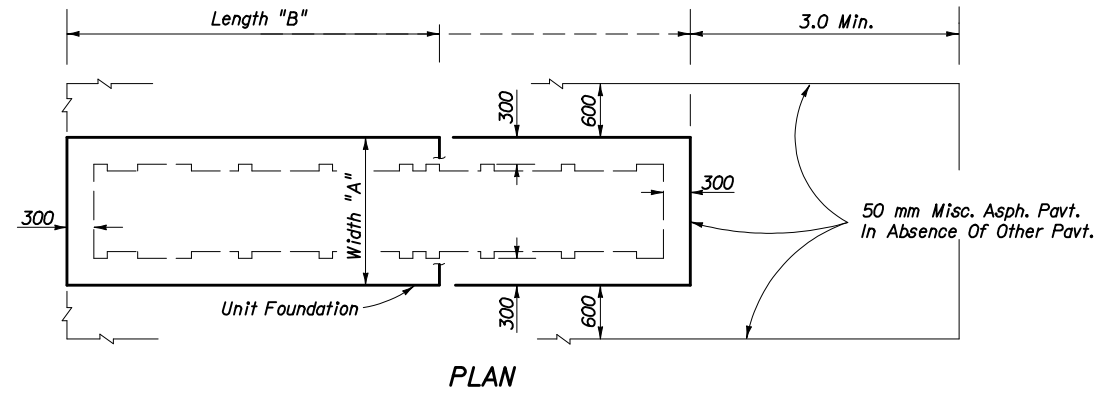 Length "B"
3.0 Min.
300
600
Width "A"
300
300
50 mm Misc. Asph. Pavt.
In Absence Of Other Pavt.
Unit Foundation
300
600
PLAN